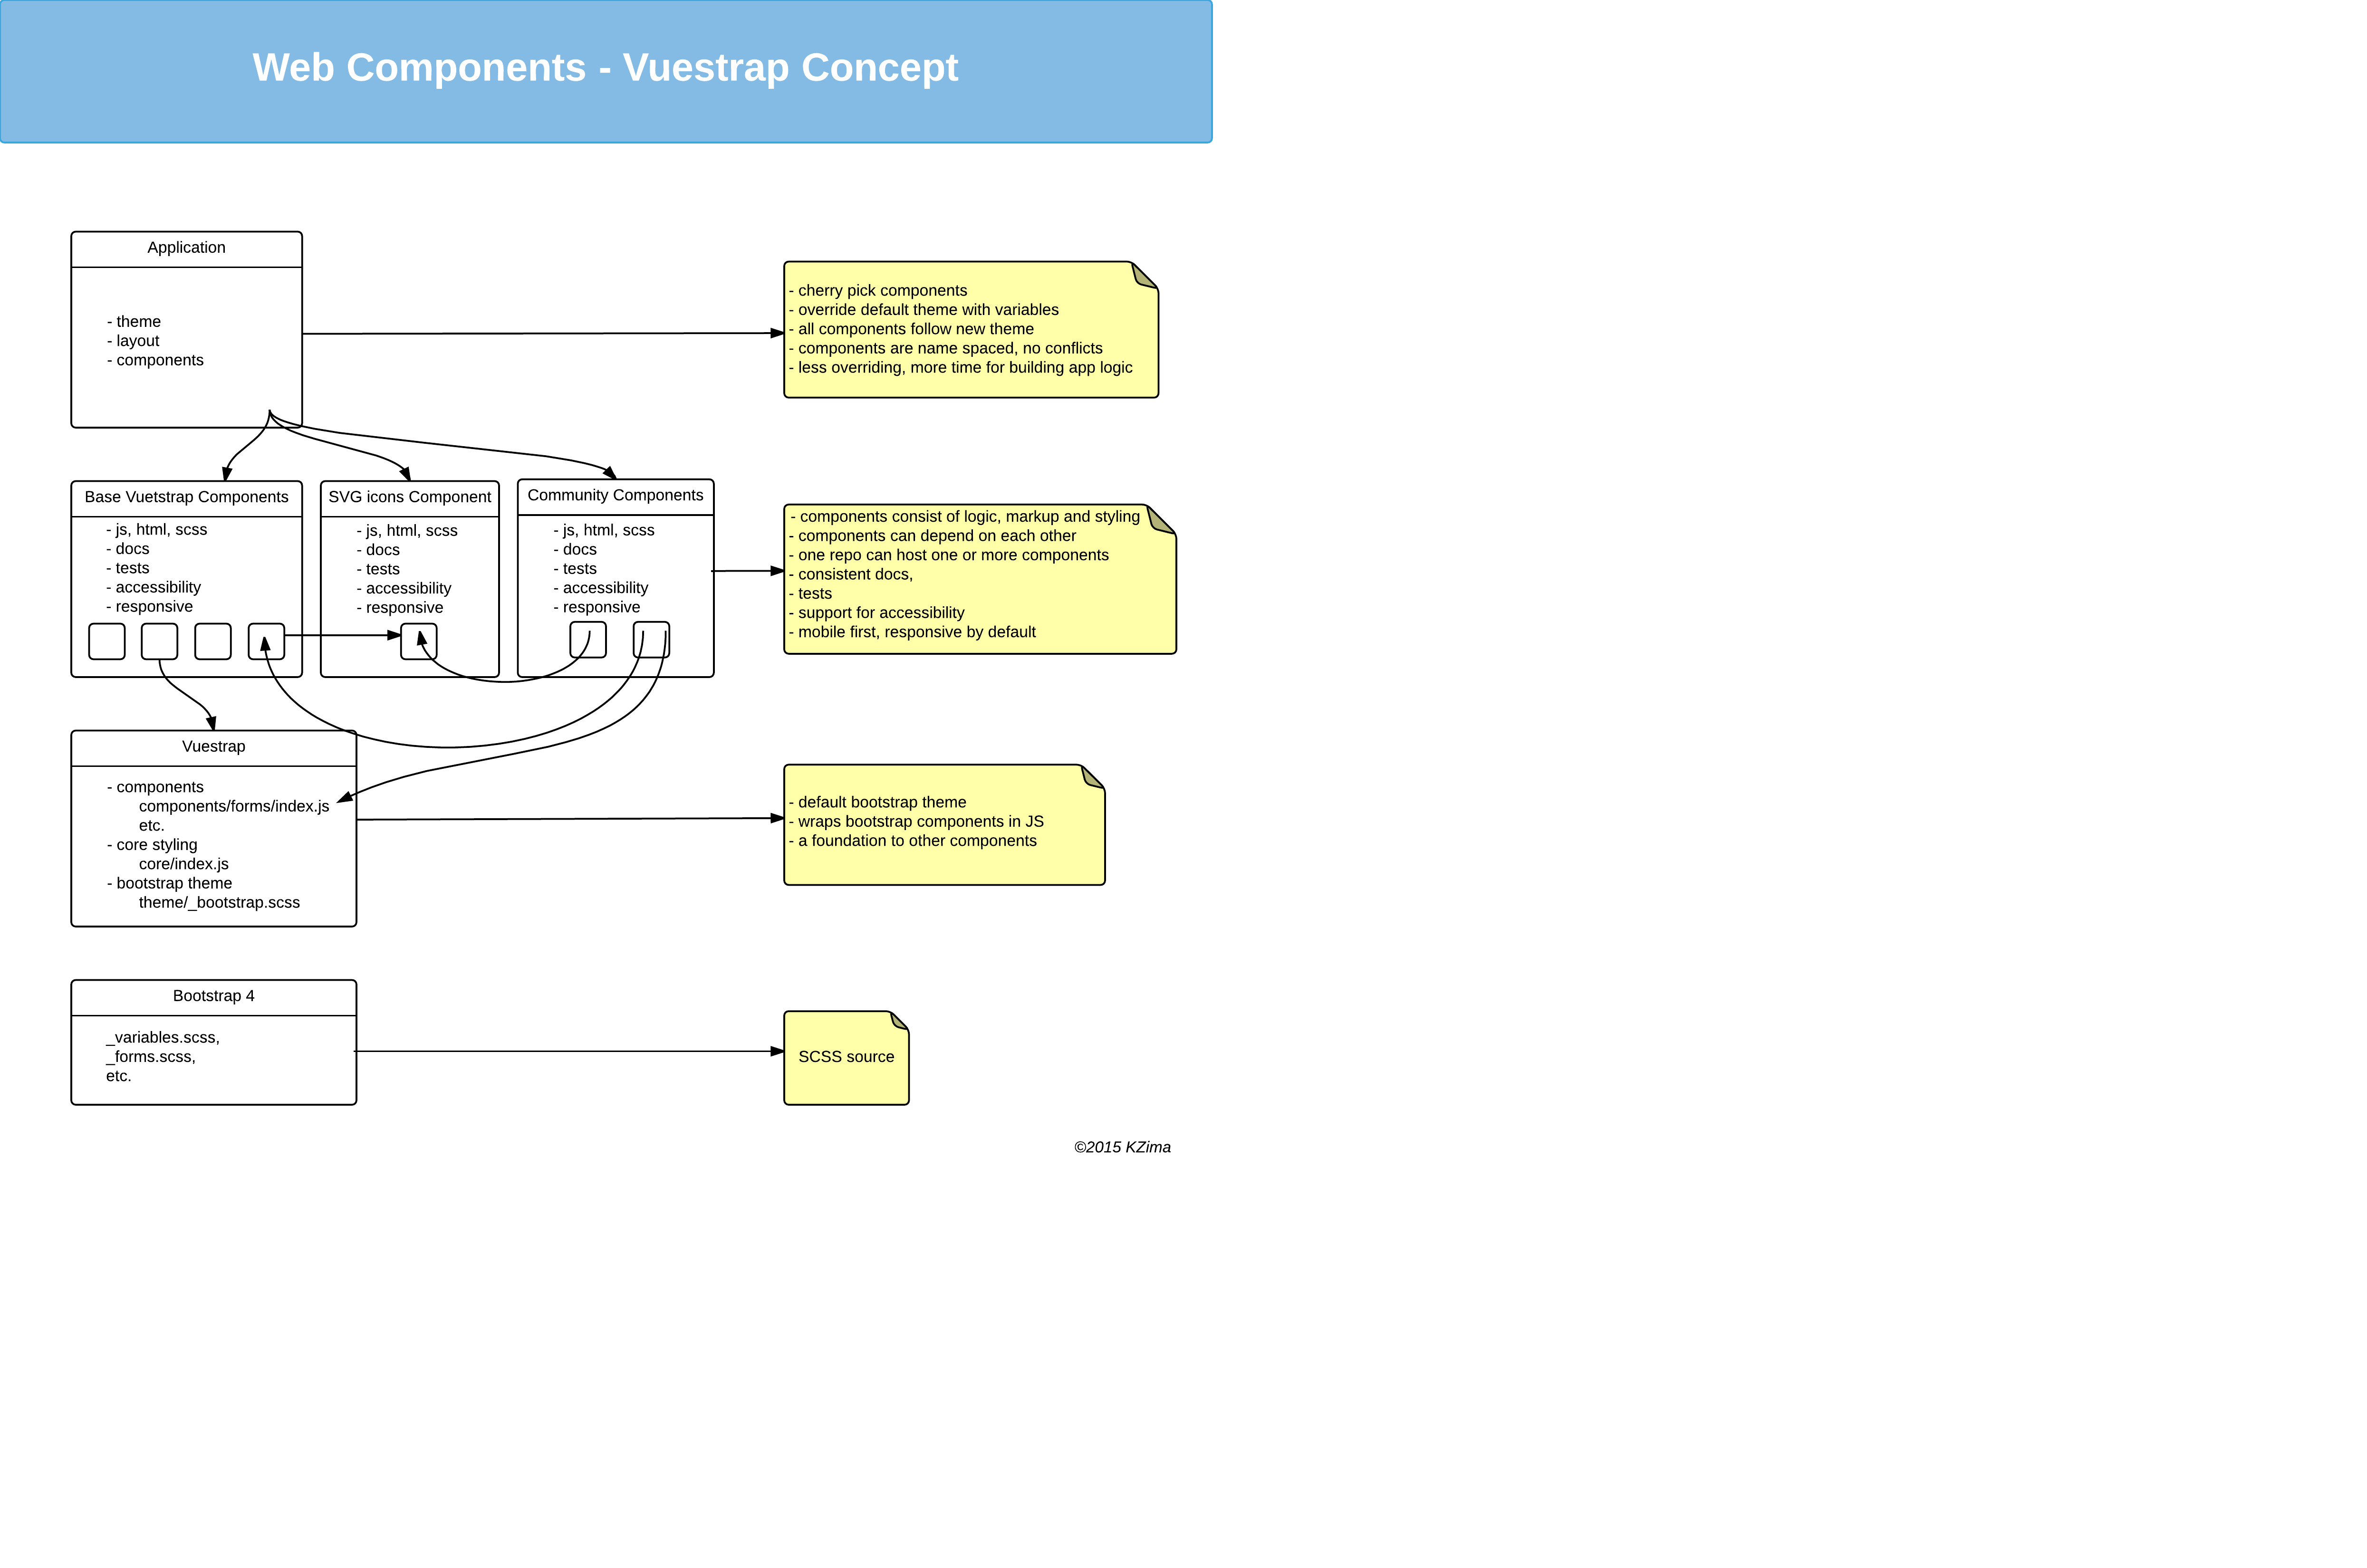 Web Components - Vuestrap Concept
Application
- theme
- layout
- components
- cherry pick components
- override default theme with variables
- all components follow new theme
- components are name spaced, no conflicts
- less overriding, more time for building app logic
Base Vuetstrap Components
- js, html, scss
- docs
- tests
- accessibility
- responsive
SVG icons Component
- js, html, scss
- docs
- tests
- accessibility
- responsive
Community Components
- js, html, scss
- docs
- tests
- accessibility
- responsive
- components consist of logic, markup and styling
- components can depend on each other
- one repo can host one or more components
- consistent docs,
- tests
- support for accessibility
- mobile first, responsive by default
Vuestrap
- components
components/forms/index.js
etc.
- core styling
core/index.js
- bootstrap theme
theme/_bootstrap.scss
- default bootstrap theme
- wraps bootstrap components in JS
- a foundation to other components
Bootstrap 4
_variables.scss,
_forms.scss,
etc.
SCSS source
©2015 KZima